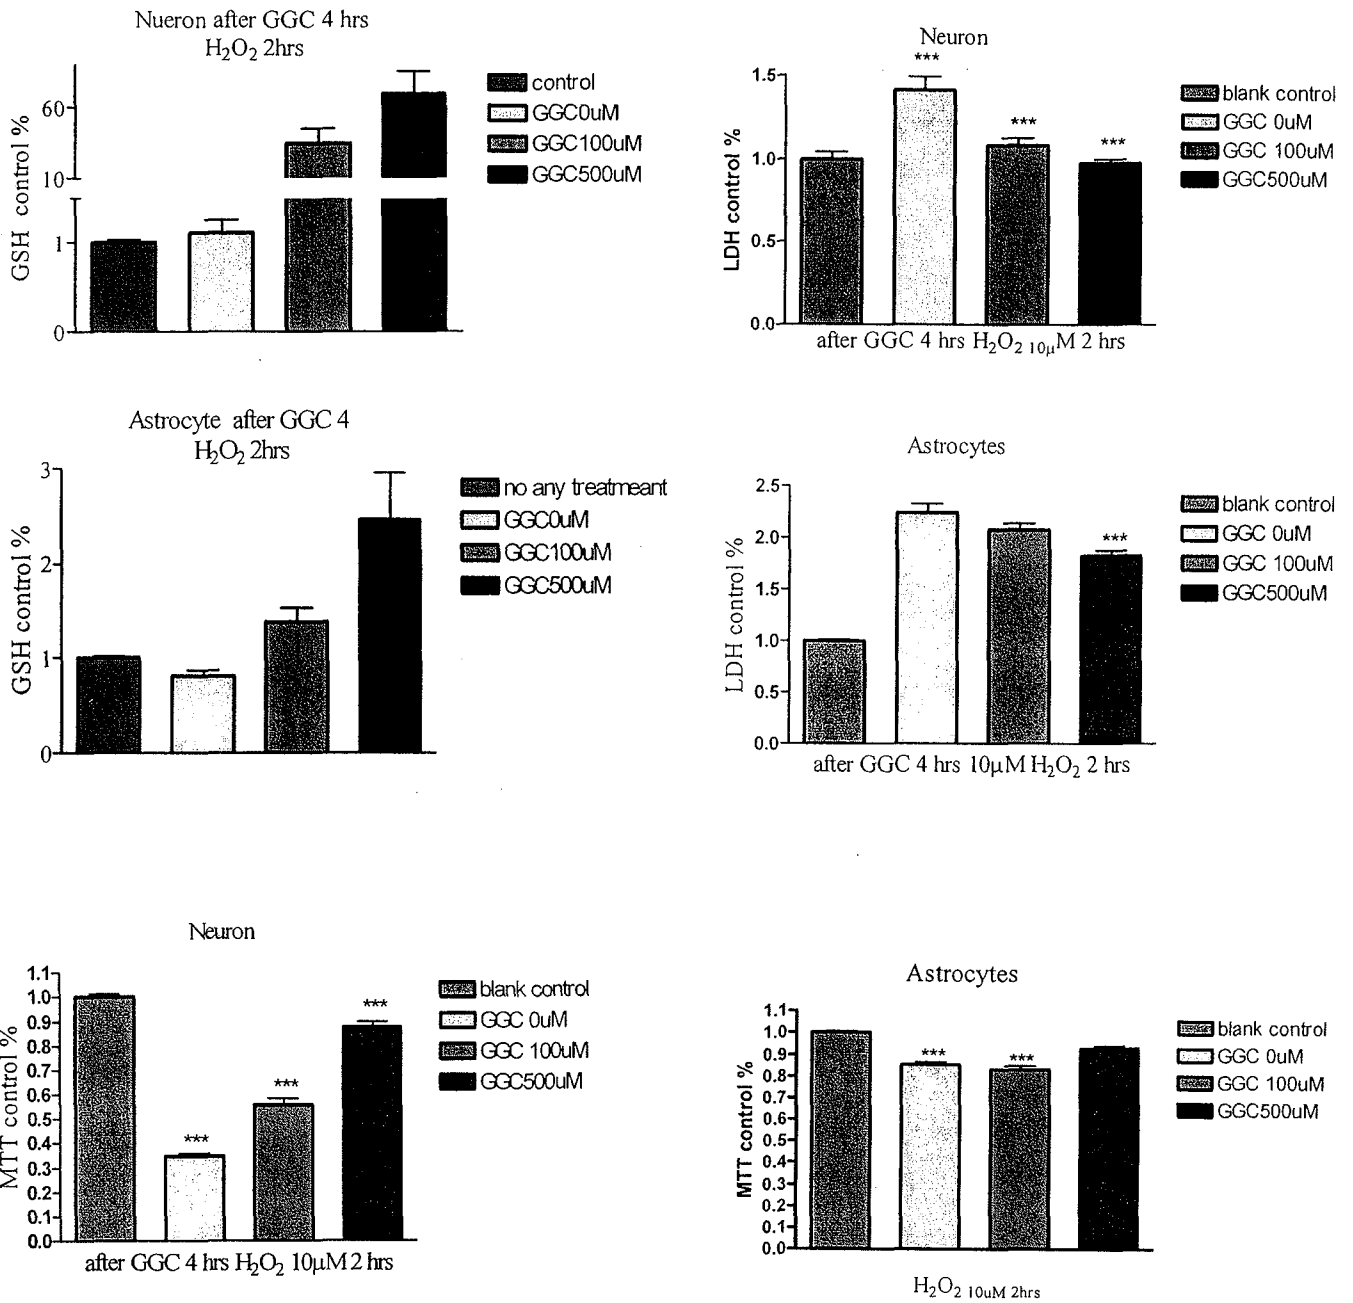 Nueron after GGC 4 hrs
H₂O₂ 2hrs
GSH control %
60
10
1
0
control
GGC0uM
GGC100uM
GGC500uM
Neuron
***
***
***
LDH control %
1.5
1.0
0.5
0.0
blank control
GGC 0uM
GGC 100uM
GGC500uM
after GGC 4 hrs H₂O₂ 10µM 2 hrs
Astrocyte after GGC 4
H₂O₂ 2hrs
GSH control %
3
2
1
0
no any treatmeant
GGC0uM
GGC100uM
GGC500uM
Astrocytes
***
LDH control %
2.5
2.0
1.5
1.0
0.5
0.0
blank control
GGC 0uM
GGC 100uM
GGC500uM
after GGC 4 hrs 10µM H₂O₂ 2 hrs
Neuron
***
***
***
MTT control %
1.1
1.0
0.9
0.8
0.7
0.6
0.5
0.4
0.3
0.2
0.1
0.0
blank control
GGC 0uM
GGC 100uM
GGC500uM
after GGC 4 hrs H₂O₂ 10µM 2 hrs
Astrocytes
***
***
MTT control %
1.1
1.0
0.9
0.8
0.7
0.6
0.5
0.4
0.3
0.2
0.1
0.0
blank control
GGC 0uM
GGC 100uM
GGC500uM
H₂O₂ 10uM 2hrs